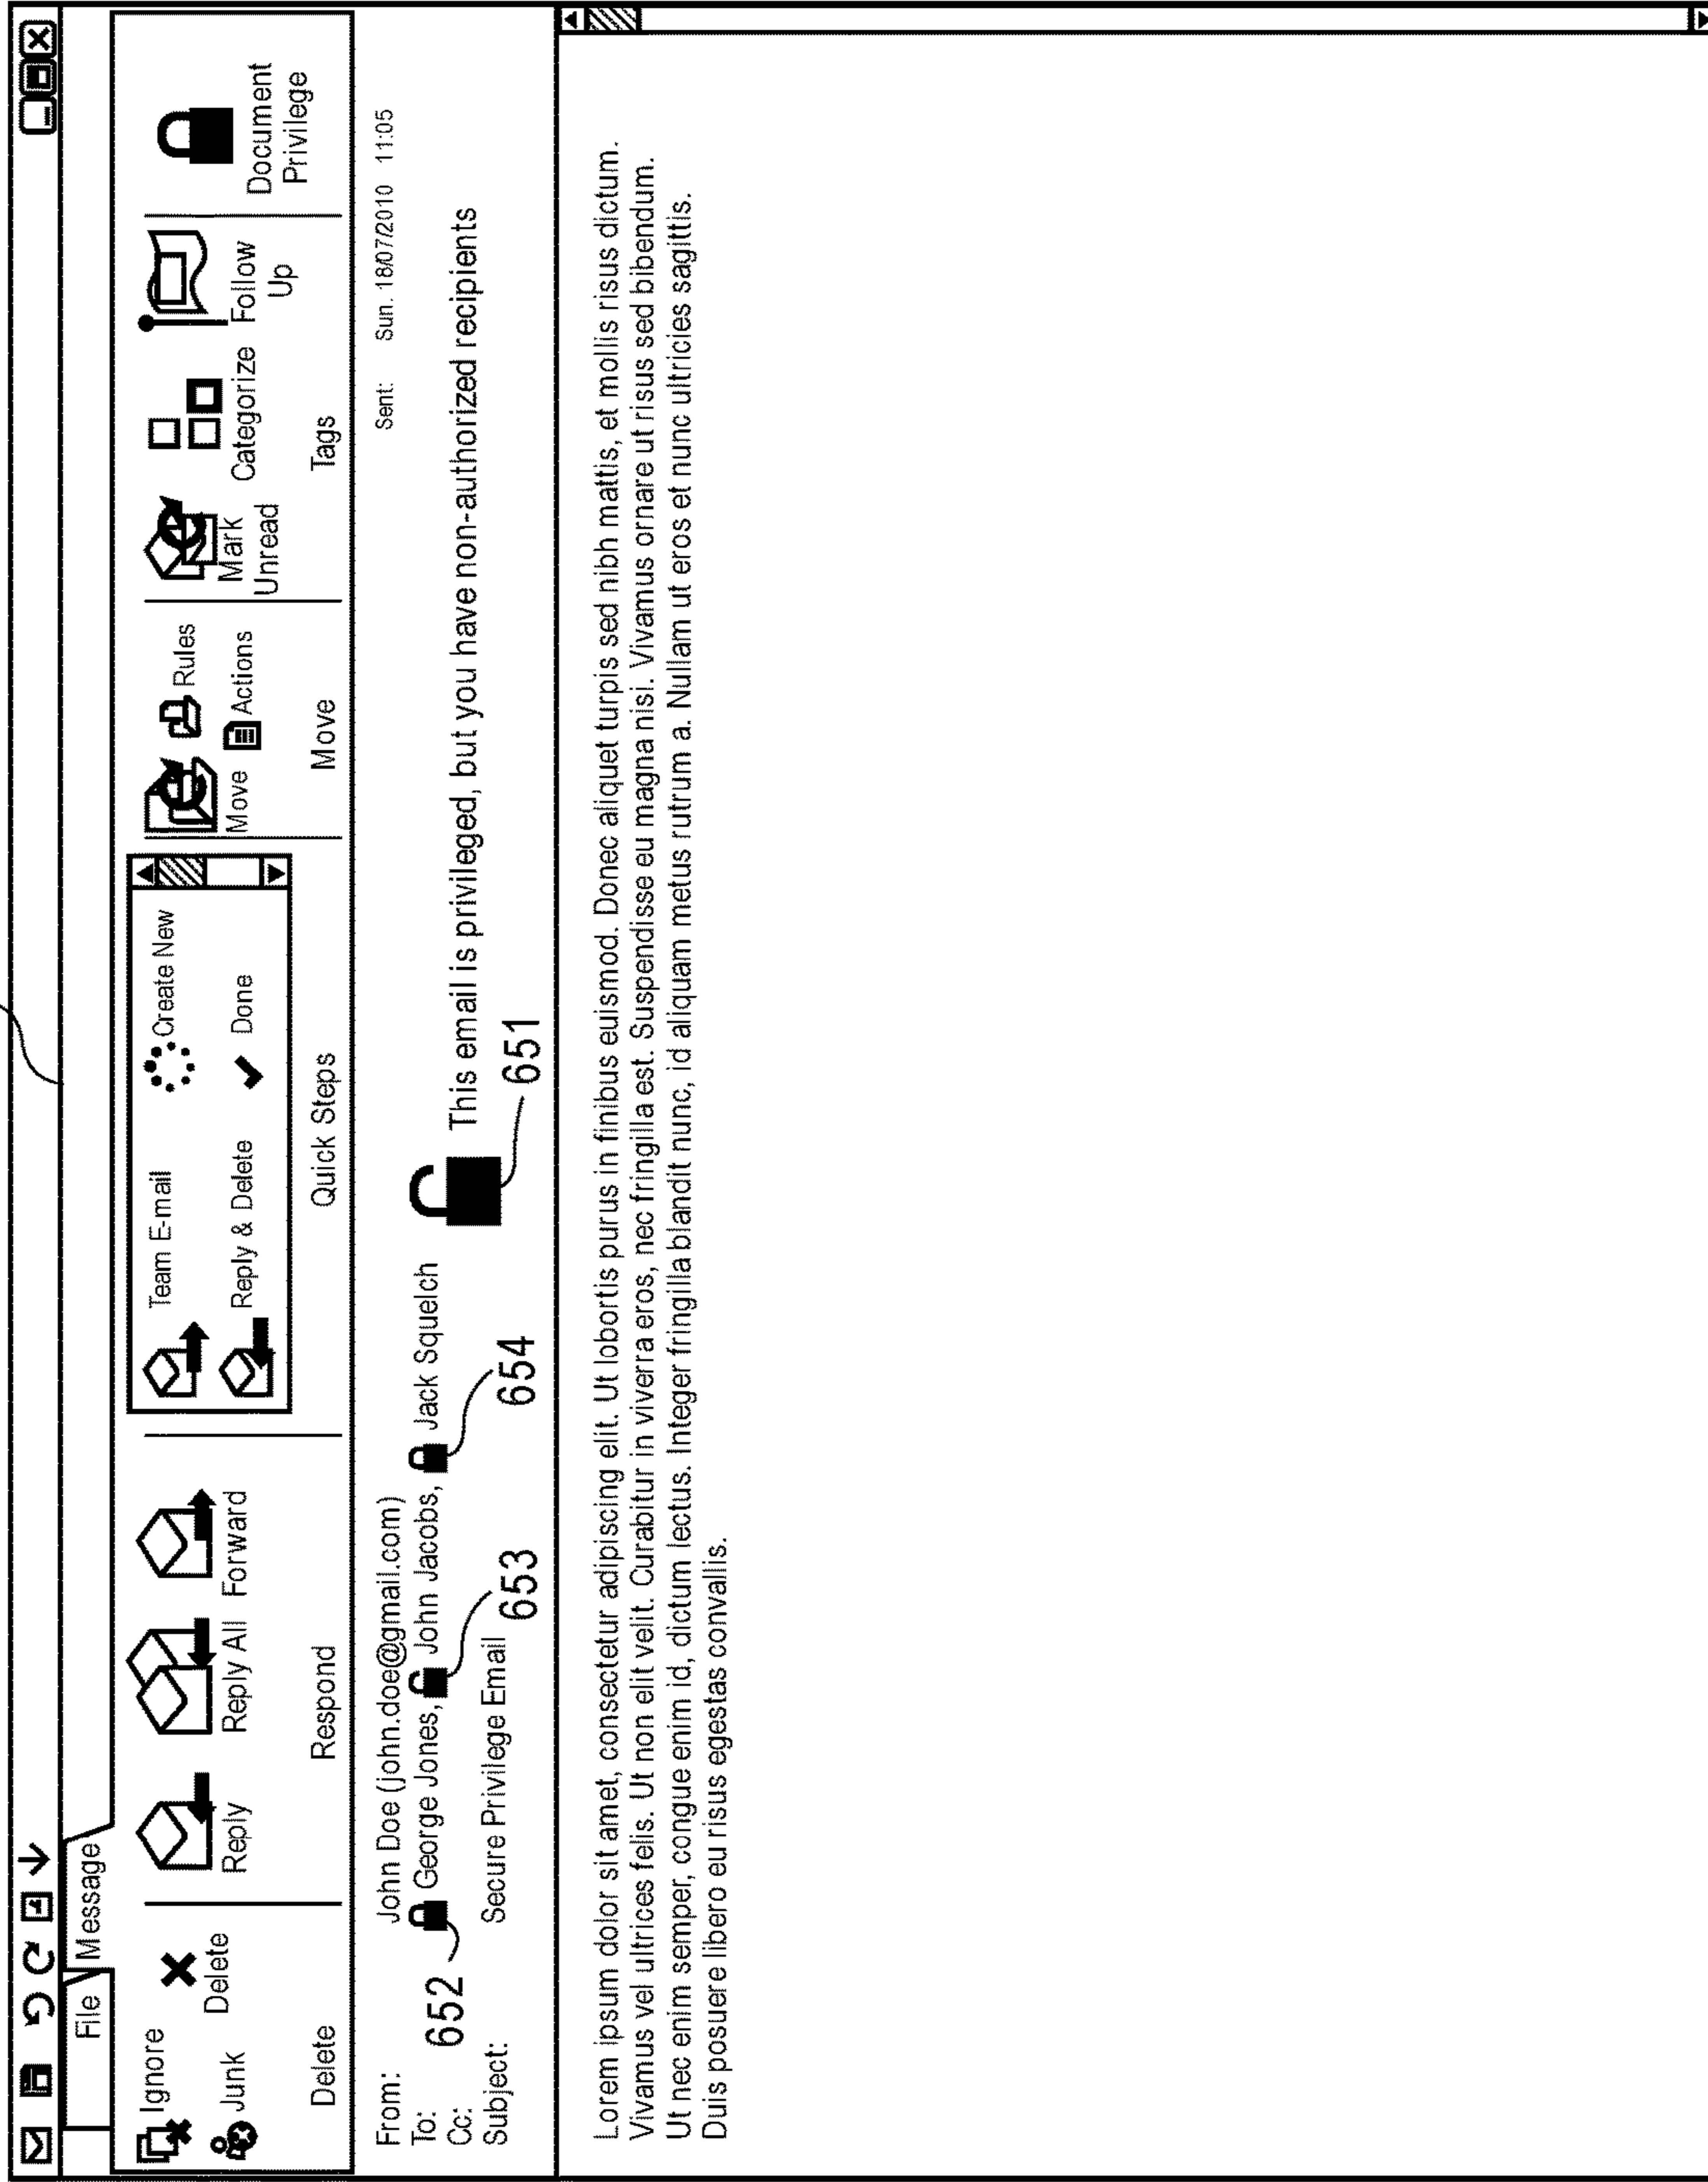 File Message
Ignore
Junk
Delete
Delete
Reply
Reply All
Forward
Respond
Team E-mail
Create New
Reply & Delete
Done
Quick Steps
Move
Rules
Actions
Move
Mark
Unread
Categorize
Follow
Up
Tags
Document
Privilege
From: John Doe (john.doe@gmail.com)
Sent: Sun. 18/07/2010 11:05
To: George Jones, John Jacobs, Jack Squelch
Cc:
This email is privileged, but you have non-authorized recipients
652
Subject: Secure Privilege Email
653
654
651
Lorem ipsum dolor sit amet, consectetur adipiscing elit. Ut lobortis purus in finibus euismod. Donec aliquet turpis sed nibh mattis, et mollis risus dictum.
Vivamus vel ultrices felis. Ut non elit velit. Curabitur in viverra eros, nec fringilla est. Suspendisse eu magna nisi. Vivamus ornare ut risus sed bibendum.
Ut nec enim semper, congue enim id, dictum lectus. Integer fringilla blandit nunc, id aliquam metus rutrum a. Nullam ut eros et nunc ultricies sagittis.
Duis posuere libero eu risus egestas convallis.